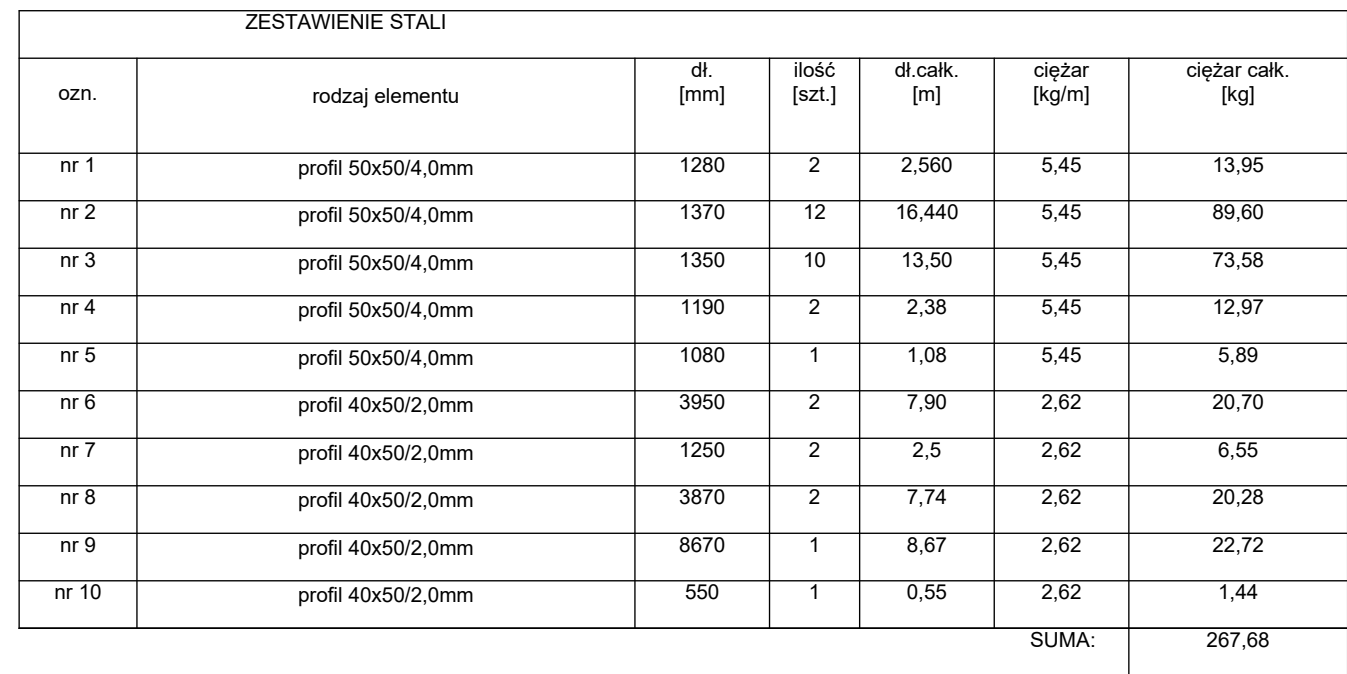 ZESTAWIENIE STALI
ozn. rodzaj elementu dł. [mm] ilość [szt.] dł.całk. [m] ciężar [kg/m] ciężar całk. [kg]
nr 1 profil 50x50/4,0mm 1280 2 2,560 5,45 13,95
nr 2 profil 50x50/4,0mm 1370 12 16,440 5,45 89,60
nr 3 profil 50x50/4,0mm 1350 10 13,50 5,45 73,58
nr 4 profil 50x50/4,0mm 1190 2 2,38 5,45 12,97
nr 5 profil 50x50/4,0mm 1080 1 1,08 5,45 5,89
nr 6 profil 40x50/2,0mm 3950 2 7,90 2,62 20,70
nr 7 profil 40x50/2,0mm 1250 2 2,5 2,62 6,55
nr 8 profil 40x50/2,0mm 3870 2 7,74 2,62 20,28
nr 9 profil 40x50/2,0mm 8670 1 8,67 2,62 22,72
nr 10 profil 40x50/2,0mm 550 1 0,55 2,62 1,44
SUMA: 267,68